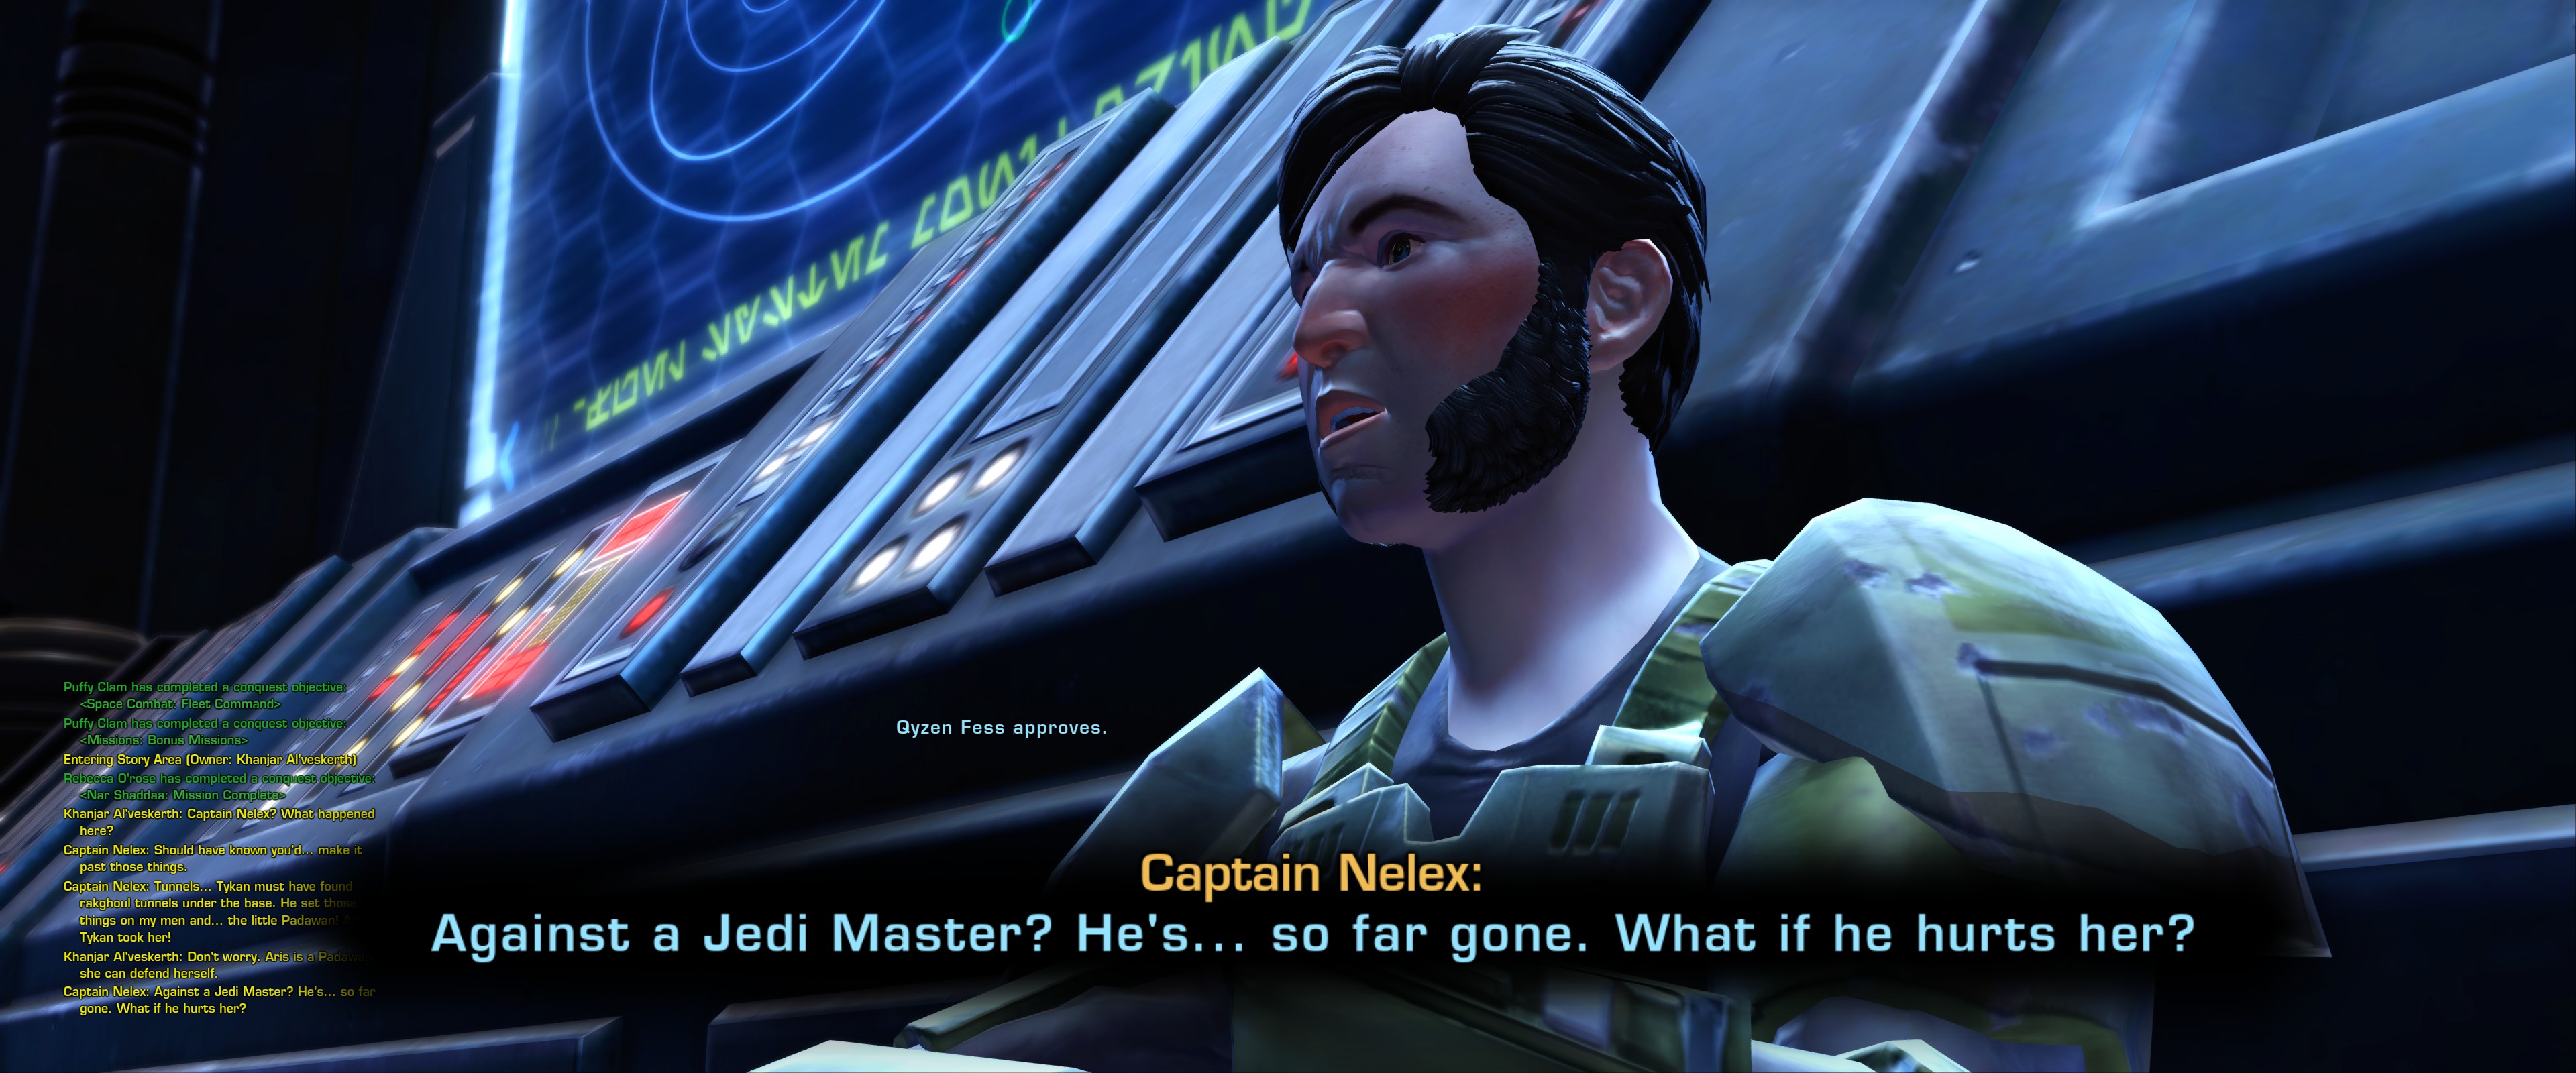 Puffy Clam has completed a conquest objective:
<Space Combat: Fleet Command>
Puffy Clam has completed a conquest objective:
<Missions: Bonus Missions>
Entering Story Area (Owner: Khanjar Al'veskerth)
Rebecca O'rose has completed a conquest objective:
<Nar Shaddaa: Mission Complete>
Khanjar Al'veskerth: Captain Nelex? What happened
here?
Captain Nelex: Should have known you'd... make it
past those things.
Captain Nelex: Tunnels... Tykan must have found
rakghoul tunnels under the base. He set those
things on my men and... the little Padawan!
Tykan took her!
Khanjar Al'veskerth: Don't worry. Aris is a
she can defend herself.
Captain Nelex: Against a Jedi Master? He's... so far
gone. What if he hurts her?
Qyzen Fess approves.
Captain Nelex:
Against a Jedi Master? He's... so far gone. What if he hurts her?